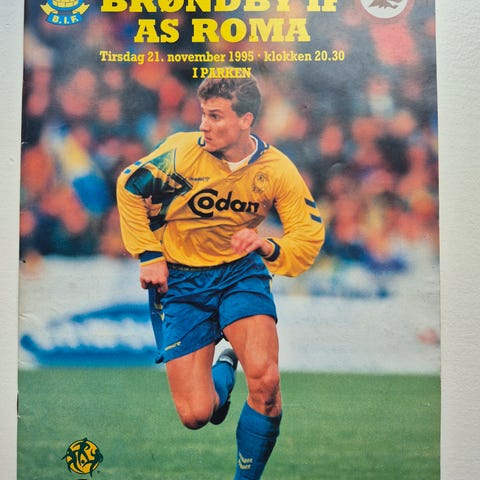 BRØNDBY IF
AS ROMA
Tirsdag 21. november 1995 · klokken 20.30
I PARKEN
B.I.F.
Codan